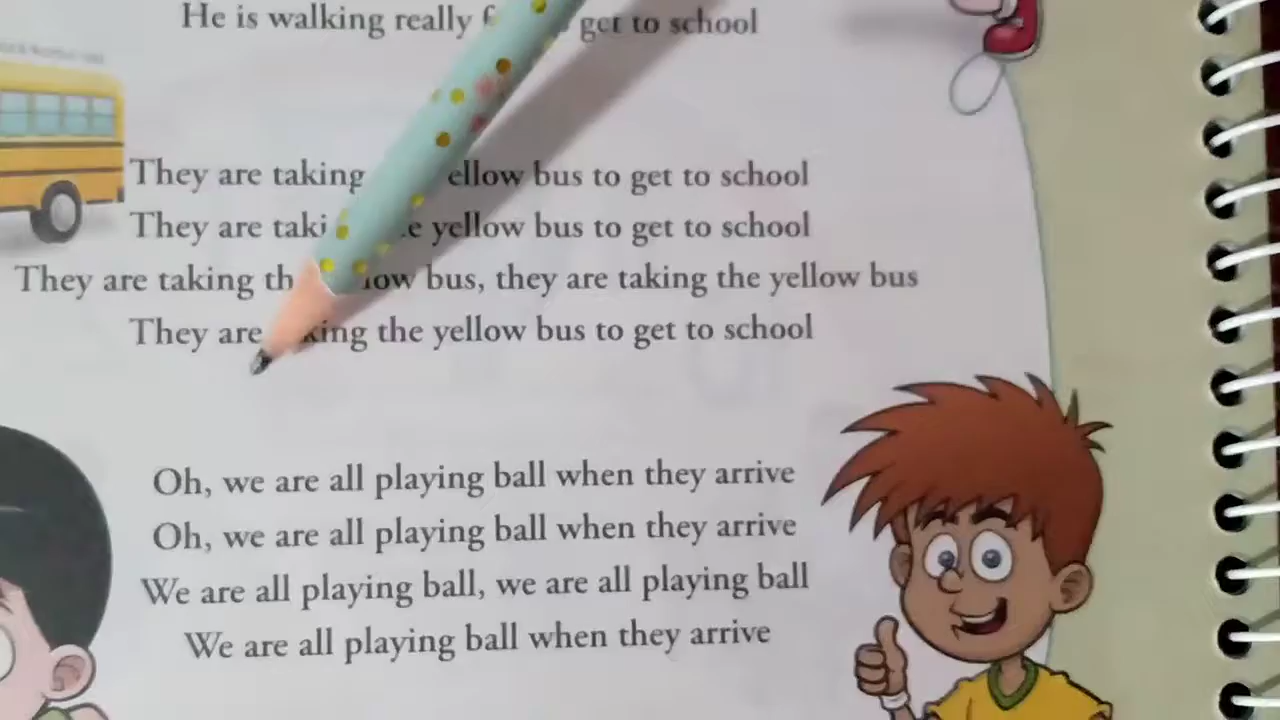 He is walking really get to school
They are taking ellow bus to get to school
They are taki e yellow bus to get to school
They are taking th low bus, they are taking the yellow bus
They are king the yellow bus to get to school
Oh, we are all playing ball when they arrive
Oh, we are all playing ball when they arrive
We are all playing ball, we are all playing ball
We are all playing ball when they arrive